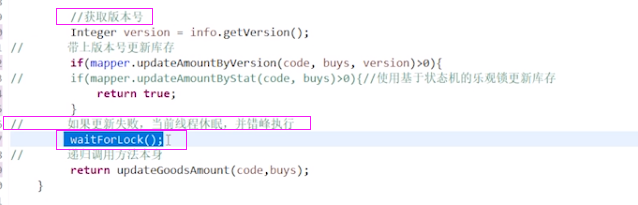 //获取版本号
Integer version = info.getVersion();
// 带上版本号更新库存
if(mapper.updateAmountByVersion(code, buys, version)>0){
// if(mapper.updateAmountByStat(code, buys)>0){//使用基于状态机的乐观锁更新库存
return true;
}
// 如果更新失败，当前线程休眠，并错峰执行
waitForLock();
// 递归调用方法本身
return updateGoodsAmount(code,buys);
}